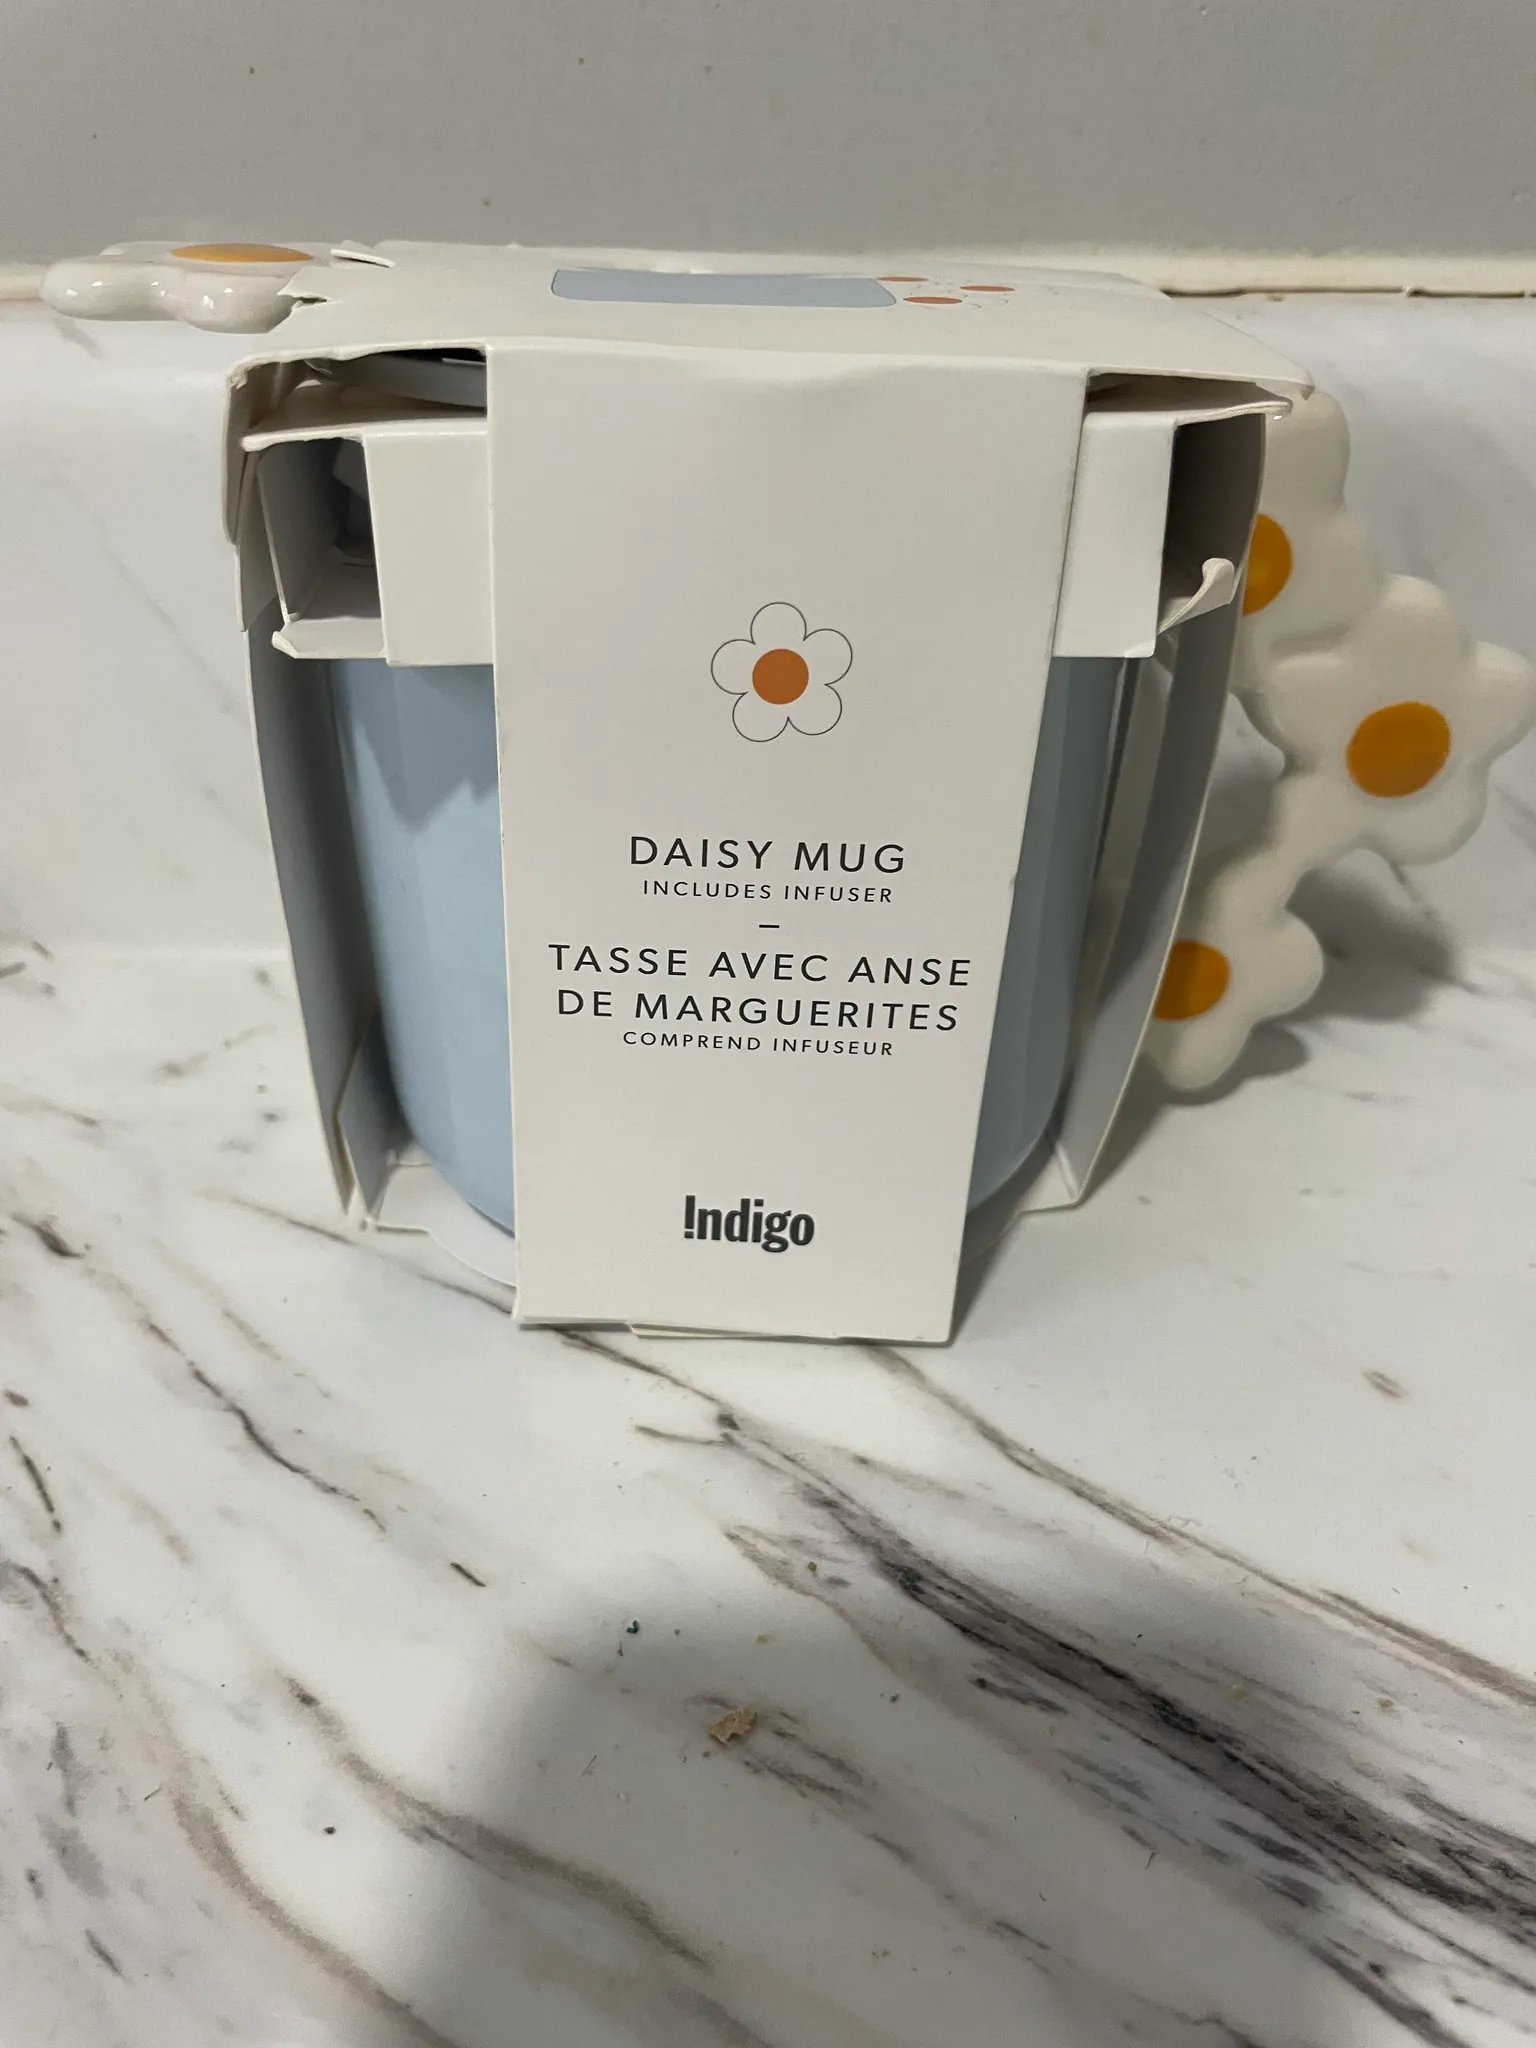 DAISY MUG
INCLUDES INFUSER
–
TASSE AVEC ANSE
DE MARGUERITES
COMPREND INFUSEUR
!ndigo